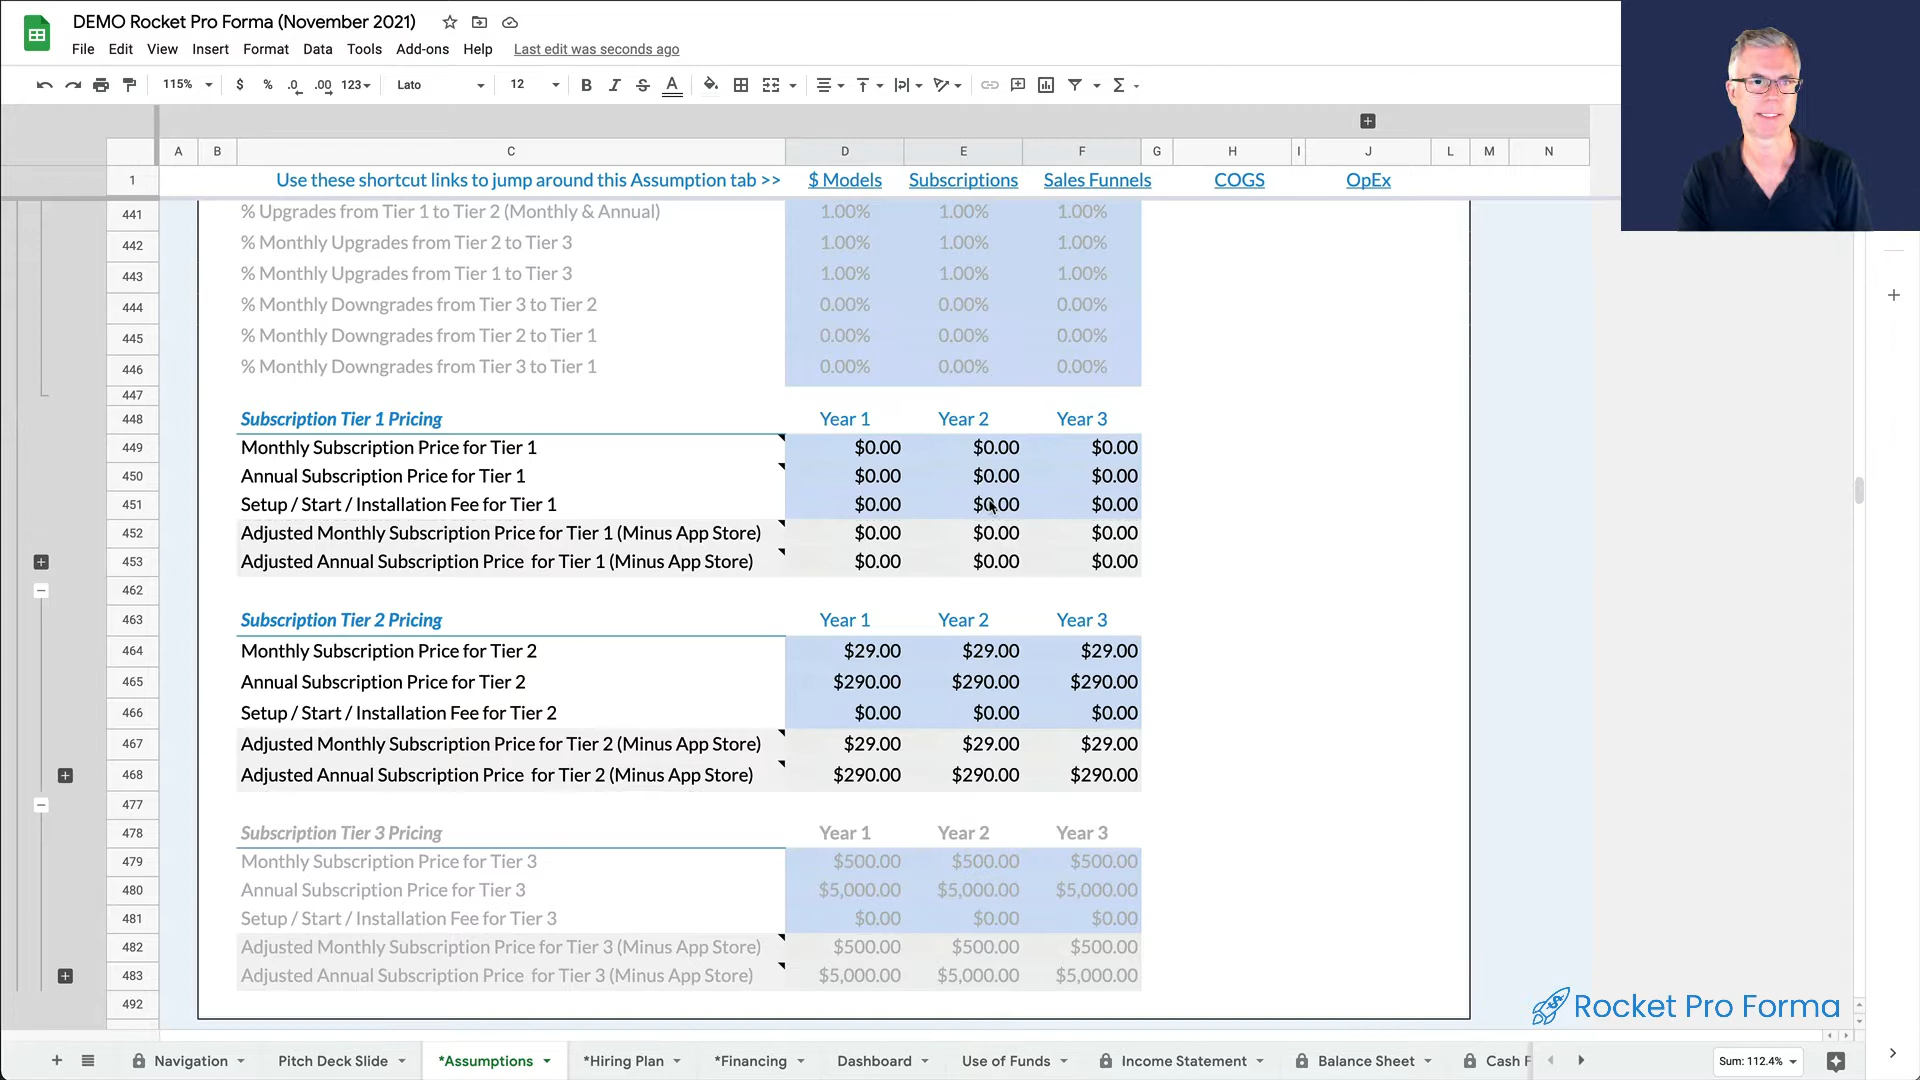 DEMO Rocket Pro Forma (November 2021)
File Edit View Insert Format Data Tools Add-ons Help Last edit was seconds ago
115% $ % .0 .00 123 Lato 12 B I S A
A B C D E F G H I J L M N
1 Use these shortcut links to jump around this Assumption tab >> $ Models Subscriptions Sales Funnels COGS OpEx
441 % Upgrades from Tier 1 to Tier 2 (Monthly & Annual) 1.00% 1.00% 1.00%
442 % Monthly Upgrades from Tier 2 to Tier 3 1.00% 1.00% 1.00%
443 % Monthly Upgrades from Tier 1 to Tier 3 1.00% 1.00% 1.00%
444 % Monthly Downgrades from Tier 3 to Tier 2 0.00% 0.00% 0.00%
445 % Monthly Downgrades from Tier 2 to Tier 1 0.00% 0.00% 0.00%
446 % Monthly Downgrades from Tier 3 to Tier 1 0.00% 0.00% 0.00%
447
448 Subscription Tier 1 Pricing Year 1 Year 2 Year 3
449 Monthly Subscription Price for Tier 1 $0.00 $0.00 $0.00
450 Annual Subscription Price for Tier 1 $0.00 $0.00 $0.00
451 Setup / Start / Installation Fee for Tier 1 $0.00 $0.00 $0.00
452 Adjusted Monthly Subscription Price for Tier 1 (Minus App Store) $0.00 $0.00 $0.00
453 Adjusted Annual Subscription Price for Tier 1 (Minus App Store) $0.00 $0.00 $0.00
462
463 Subscription Tier 2 Pricing Year 1 Year 2 Year 3
464 Monthly Subscription Price for Tier 2 $29.00 $29.00 $29.00
465 Annual Subscription Price for Tier 2 $290.00 $290.00 $290.00
466 Setup / Start / Installation Fee for Tier 2 $0.00 $0.00 $0.00
467 Adjusted Monthly Subscription Price for Tier 2 (Minus App Store) $29.00 $29.00 $29.00
468 Adjusted Annual Subscription Price for Tier 2 (Minus App Store) $290.00 $290.00 $290.00
477
478 Subscription Tier 3 Pricing Year 1 Year 2 Year 3
479 Monthly Subscription Price for Tier 3 $500.00 $500.00 $500.00
480 Annual Subscription Price for Tier 3 $5,000.00 $5,000.00 $5,000.00
481 Setup / Start / Installation Fee for Tier 3 $0.00 $0.00 $0.00
482 Adjusted Monthly Subscription Price for Tier 3 (Minus App Store) $500.00 $500.00 $500.00
483 Adjusted Annual Subscription Price for Tier 3 (Minus App Store) $5,000.00 $5,000.00 $5,000.00
492
Rocket Pro Forma
Navigation Pitch Deck Slide *Assumptions *Hiring Plan *Financing Dashboard Use of Funds Income Statement Balance Sheet Cash F Sum: 112.4%